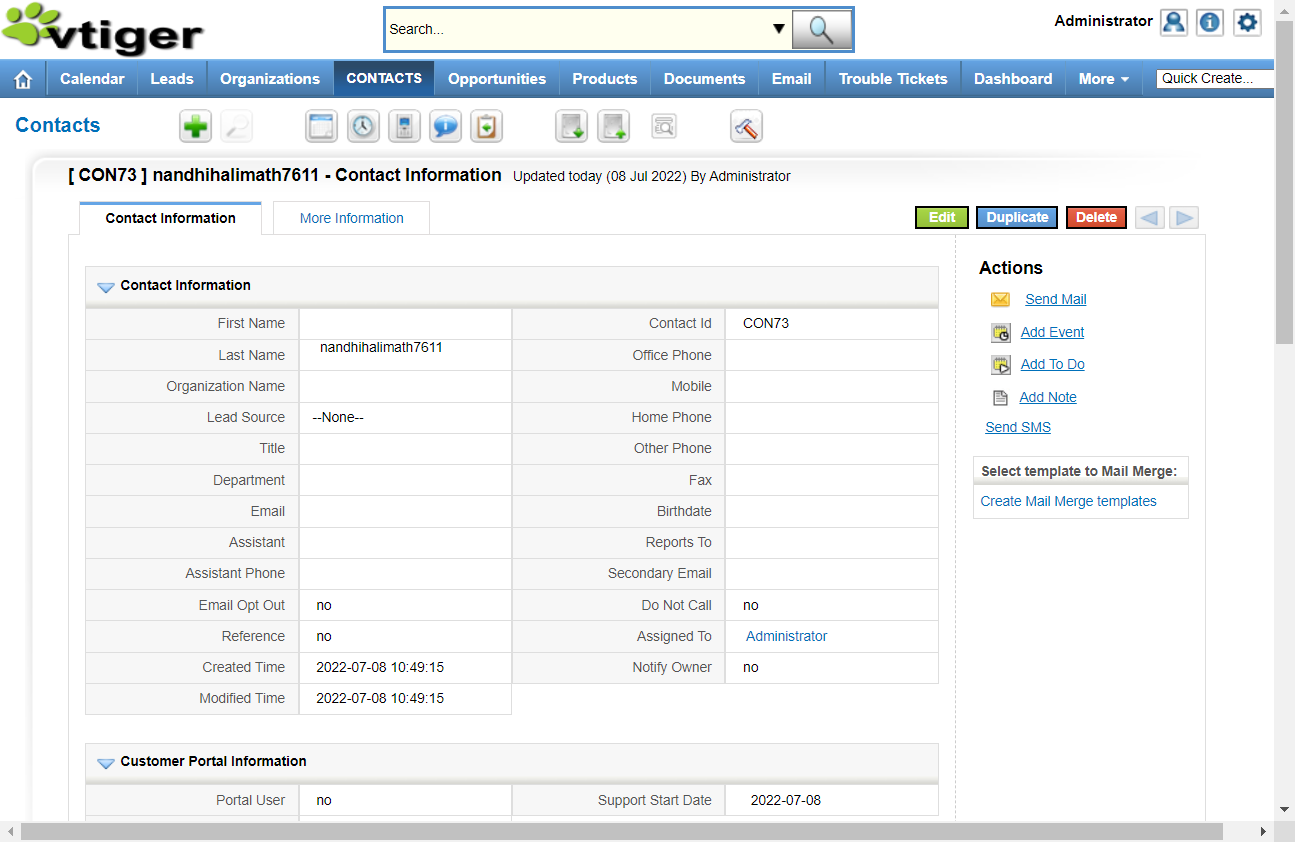 vtiger
Search...
Administrator
Calendar Leads Organizations CONTACTS Opportunities Products Documents Email Trouble Tickets Dashboard More Quick Create...
Contacts
[ CON73 ] nandhihalimath7611 - Contact Information Updated today (08 Jul 2022) By Administrator
Contact Information More Information Edit Duplicate Delete
Contact Information
First Name Contact Id CON73
Last Name nandhihalimath7611 Office Phone
Organization Name Mobile
Lead Source --None-- Home Phone
Title Other Phone
Department Fax
Email Birthdate
Assistant Reports To
Assistant Phone Secondary Email
Email Opt Out no Do Not Call no
Reference no Assigned To Administrator
Created Time 2022-07-08 10:49:15 Notify Owner no
Modified Time 2022-07-08 10:49:15
Customer Portal Information
Portal User no Support Start Date 2022-07-08
Actions
Send Mail
Add Event
Add To Do
Add Note
Send SMS
Select template to Mail Merge:
Create Mail Merge templates